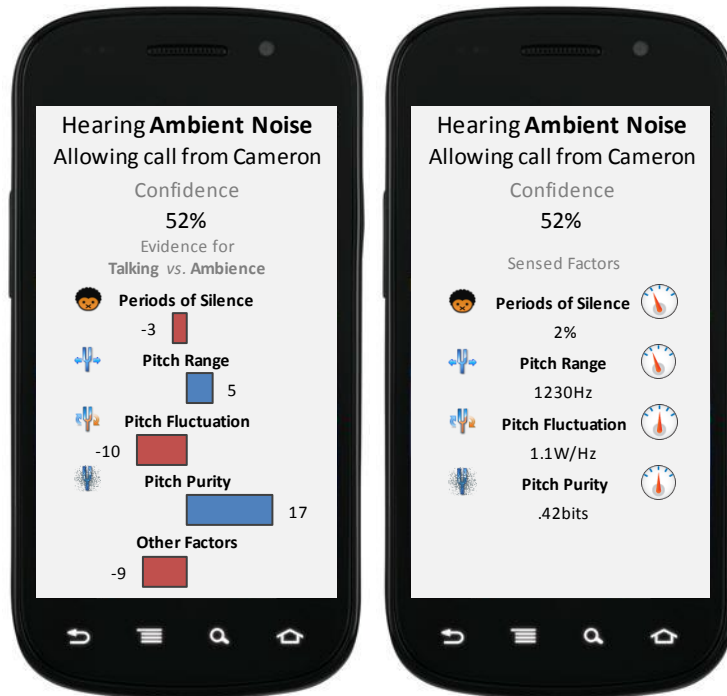 Hearing Ambient Noise
Allowing call from Cameron
Confidence
52%
Evidence for
Talking vs. Ambience
Periods of Silence
-3
Pitch Range
5
Pitch Fluctuation
-10
Pitch Purity
17
Other Factors
-9
Hearing Ambient Noise
Allowing call from Cameron
Confidence
52%
Sensed Factors
Periods of Silence
2%
Pitch Range
1230Hz
Pitch Fluctuation
1.1W/Hz
Pitch Purity
.42bits